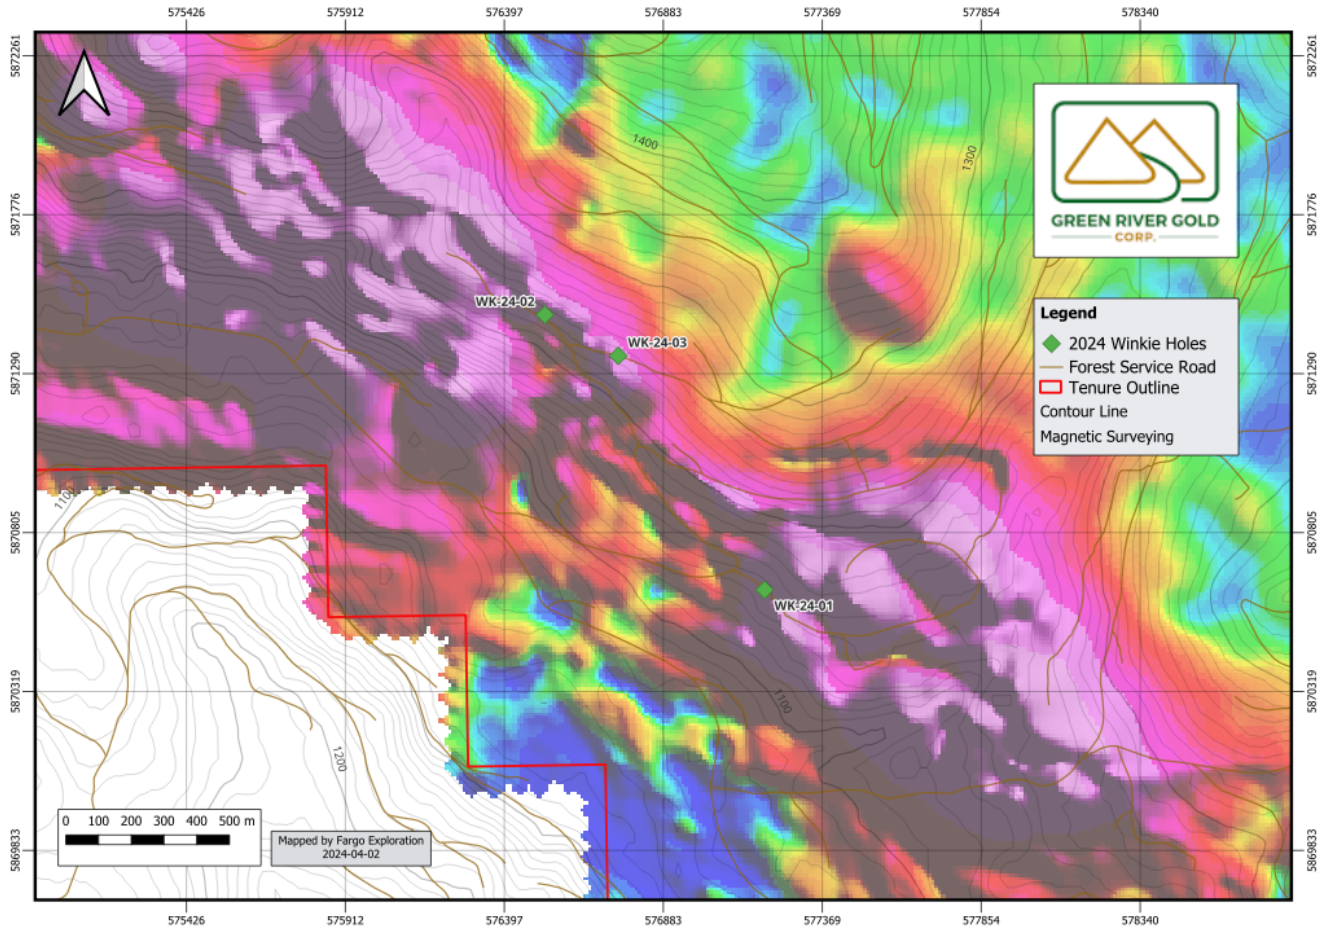 575426 575912 576397 576883 577369 577854 578340
5872261 5872261
1400
1300
GREEN RIVER GOLD
CORP.
5871776 5871776
WK-24-02
WK-24-03
Legend
2024 Winkie Holes
Forest Service Road
Tenure Outline
Contour Line
Magnetic Surveying
5871290 5871290
1100
5870805 5870805
WK-24-01
5870319 5870319
1100
1200
0 100 200 300 400 500 m
Mapped by Fargo Exploration
2024-04-02
5869833 5869833
575426 575912 576397 576883 577369 577854 578340